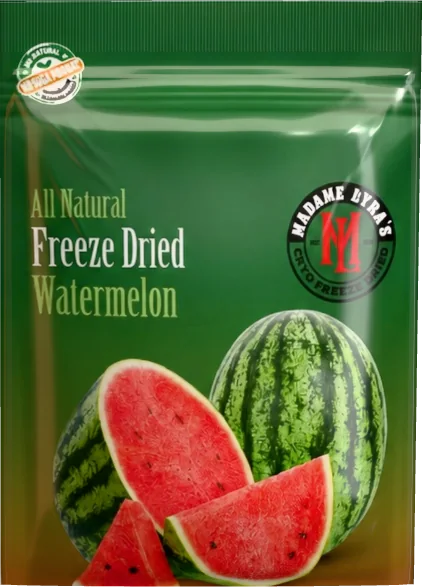 MADAME LYRA'S
ML
CRYO FREEZE DRIED
All Natural
Freeze Dried
Watermelon